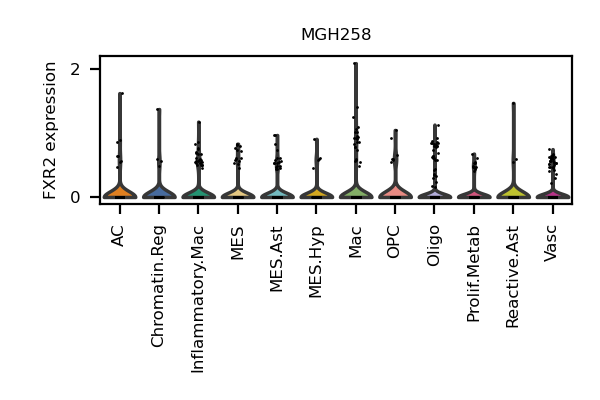 MGH258
FXR2 expression
2
0
AC
Chromatin.Reg
Inflammatory.Mac
MES
MES.Ast
MES.Hyp
Mac
OPC
Oligo
Prolif.Metab
Reactive.Ast
Vasc